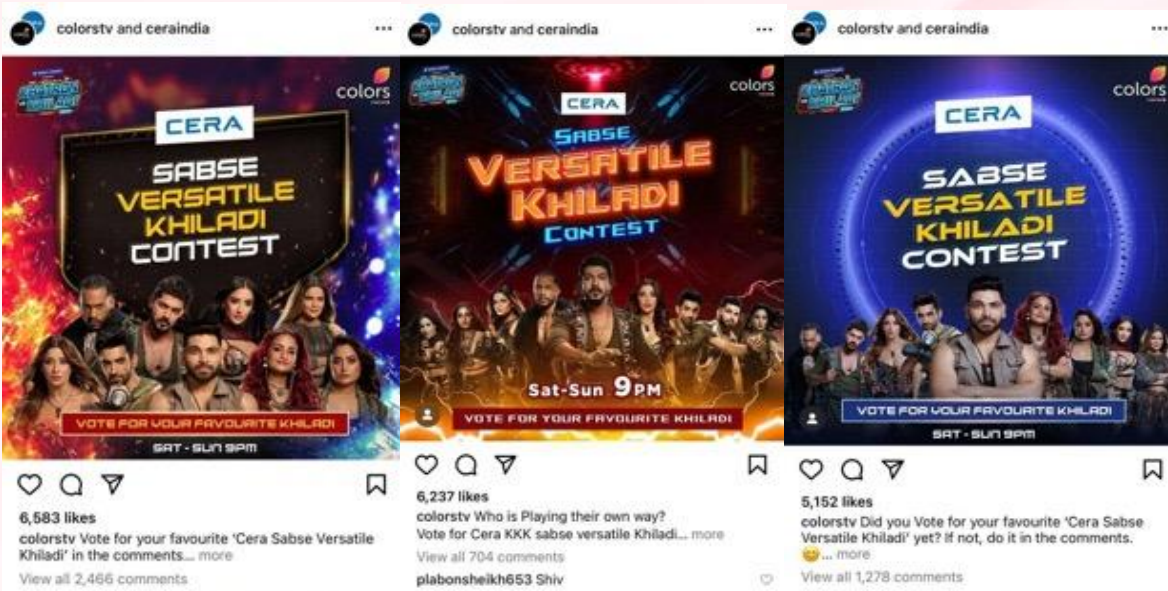 colorstv and ceraindia
colors
CERA
SABSE
VERSATILE
KHILADI
CONTEST
VOTE FOR YOUR FAVOURITE KHILADI
SAT - SUN 9PM
6,583 likes
colorstv Vote for your favourite ‘Cera Sabse Versatile
Khiladi’ in the comments... more
View all 2,466 comments
colorstv and ceraindia
colors
CERA
SABSE
VERSATILE
KHILADI
CONTEST
Sat-Sun 9PM
VOTE FOR YOUR FAVOURITE KHILADI
6,237 likes
colorstv Who is Playing their own way?
Vote for Cera KKK sabse versatile Khiladi... more
View all 704 comments
plabonsheikh653 Shiv
colorstv and ceraindia
colors
CERA
SABSE
VERSATILE
KHILADI
CONTEST
VOTE FOR YOUR FAVOURITE KHILADI
SAT - SUN 9PM
5,152 likes
colorstv Did you Vote for your favourite ‘Cera Sabse
Versatile Khiladi’ yet? If not, do it in the comments.
😊... more
View all 1,278 comments